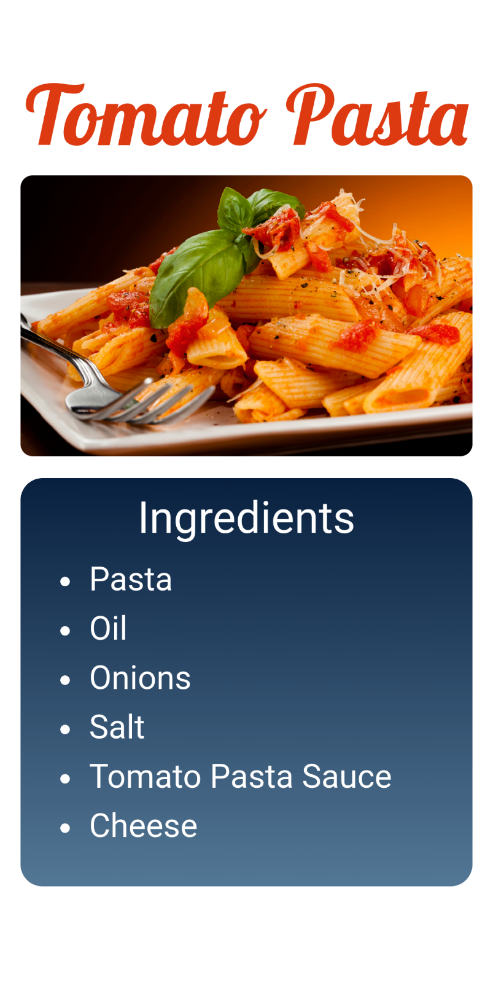 Tomato Pasta
Ingredients
• Pasta
• Oil
• Onions
• Salt
• Tomato Pasta Sauce
• Cheese